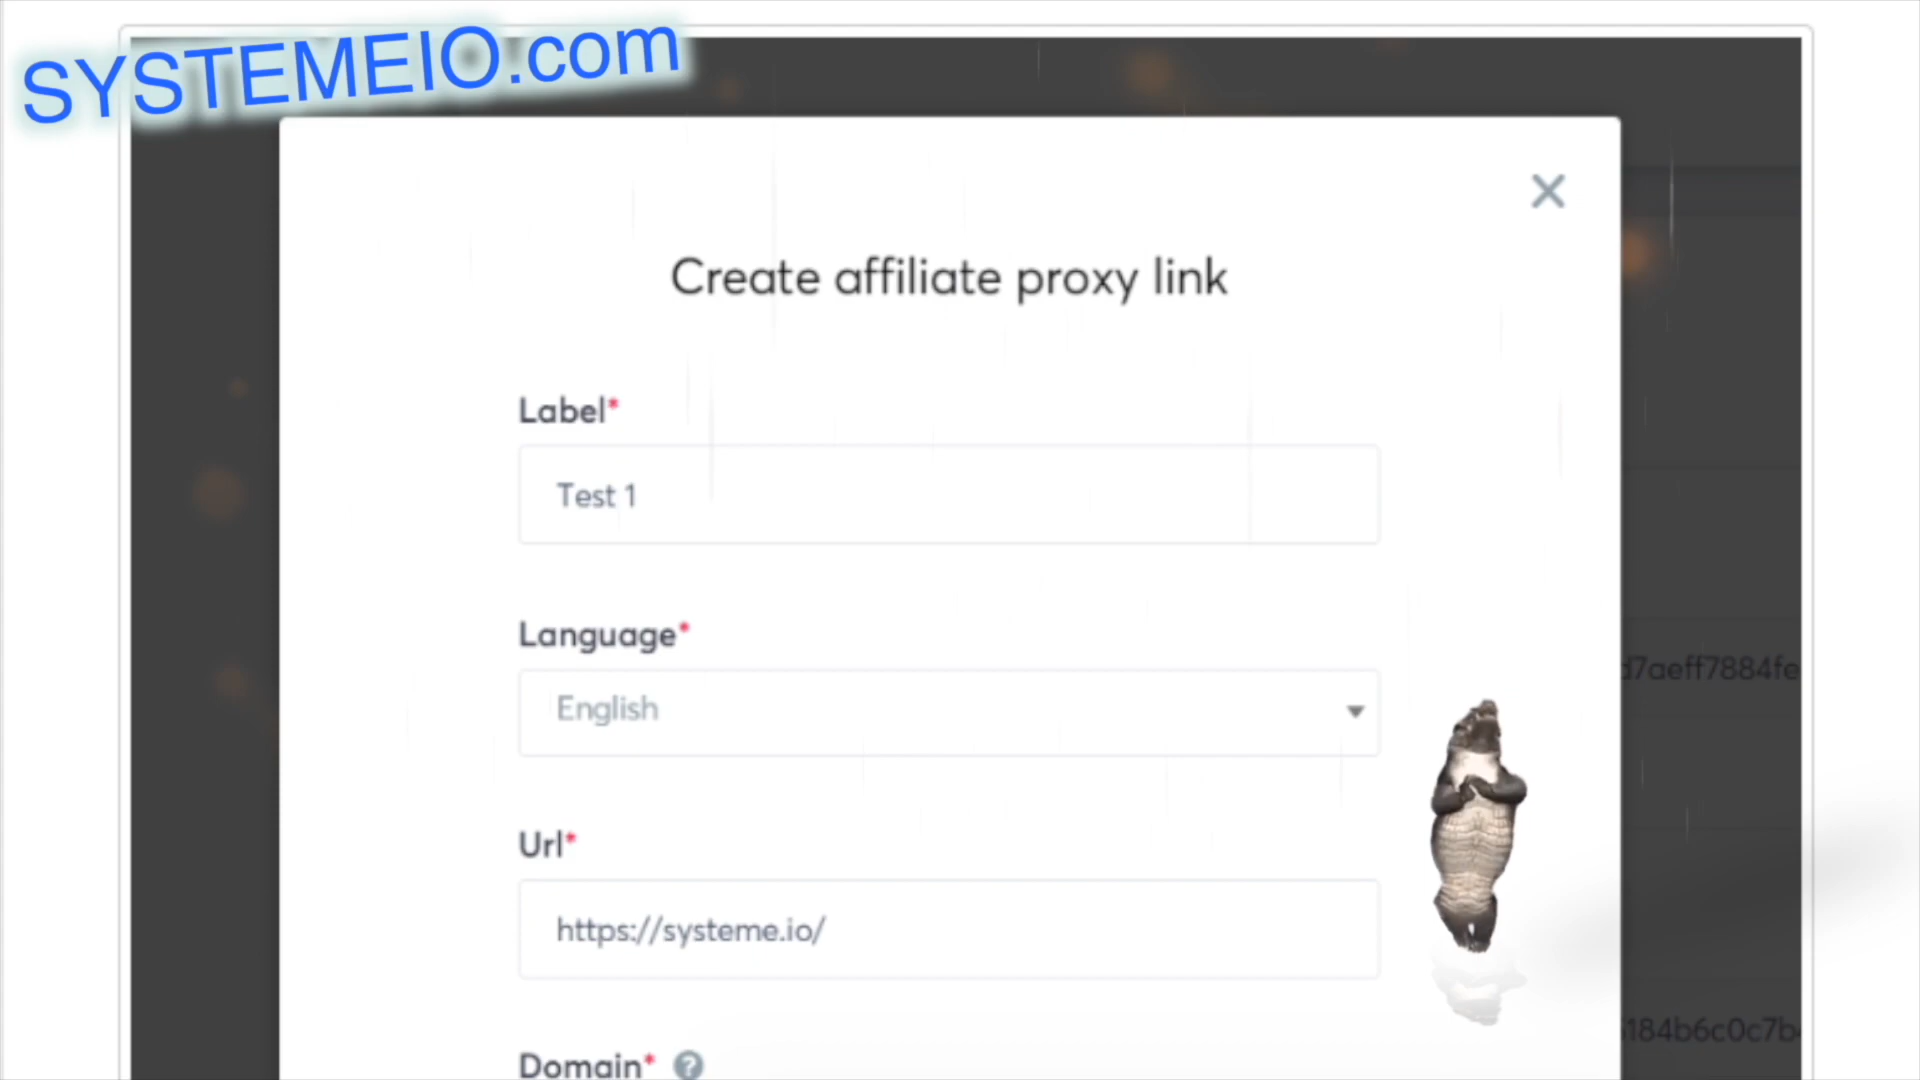 SYSTEMEIO.com
Create affiliate proxy link
Label*
Test 1
Language*
English
d7aeff7884fe
Url*
https://systeme.io/
184b6c0c7b
Domain* ?